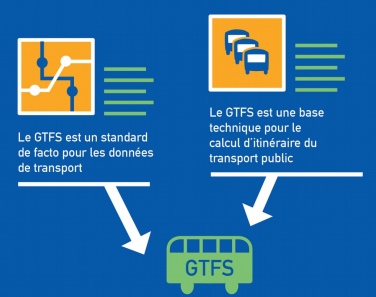 Le GTFS est un standard
de facto pour les données
de transport
Le GTFS est une base
technique pour le
calcul d'itinéraire du
transport public
GTFS